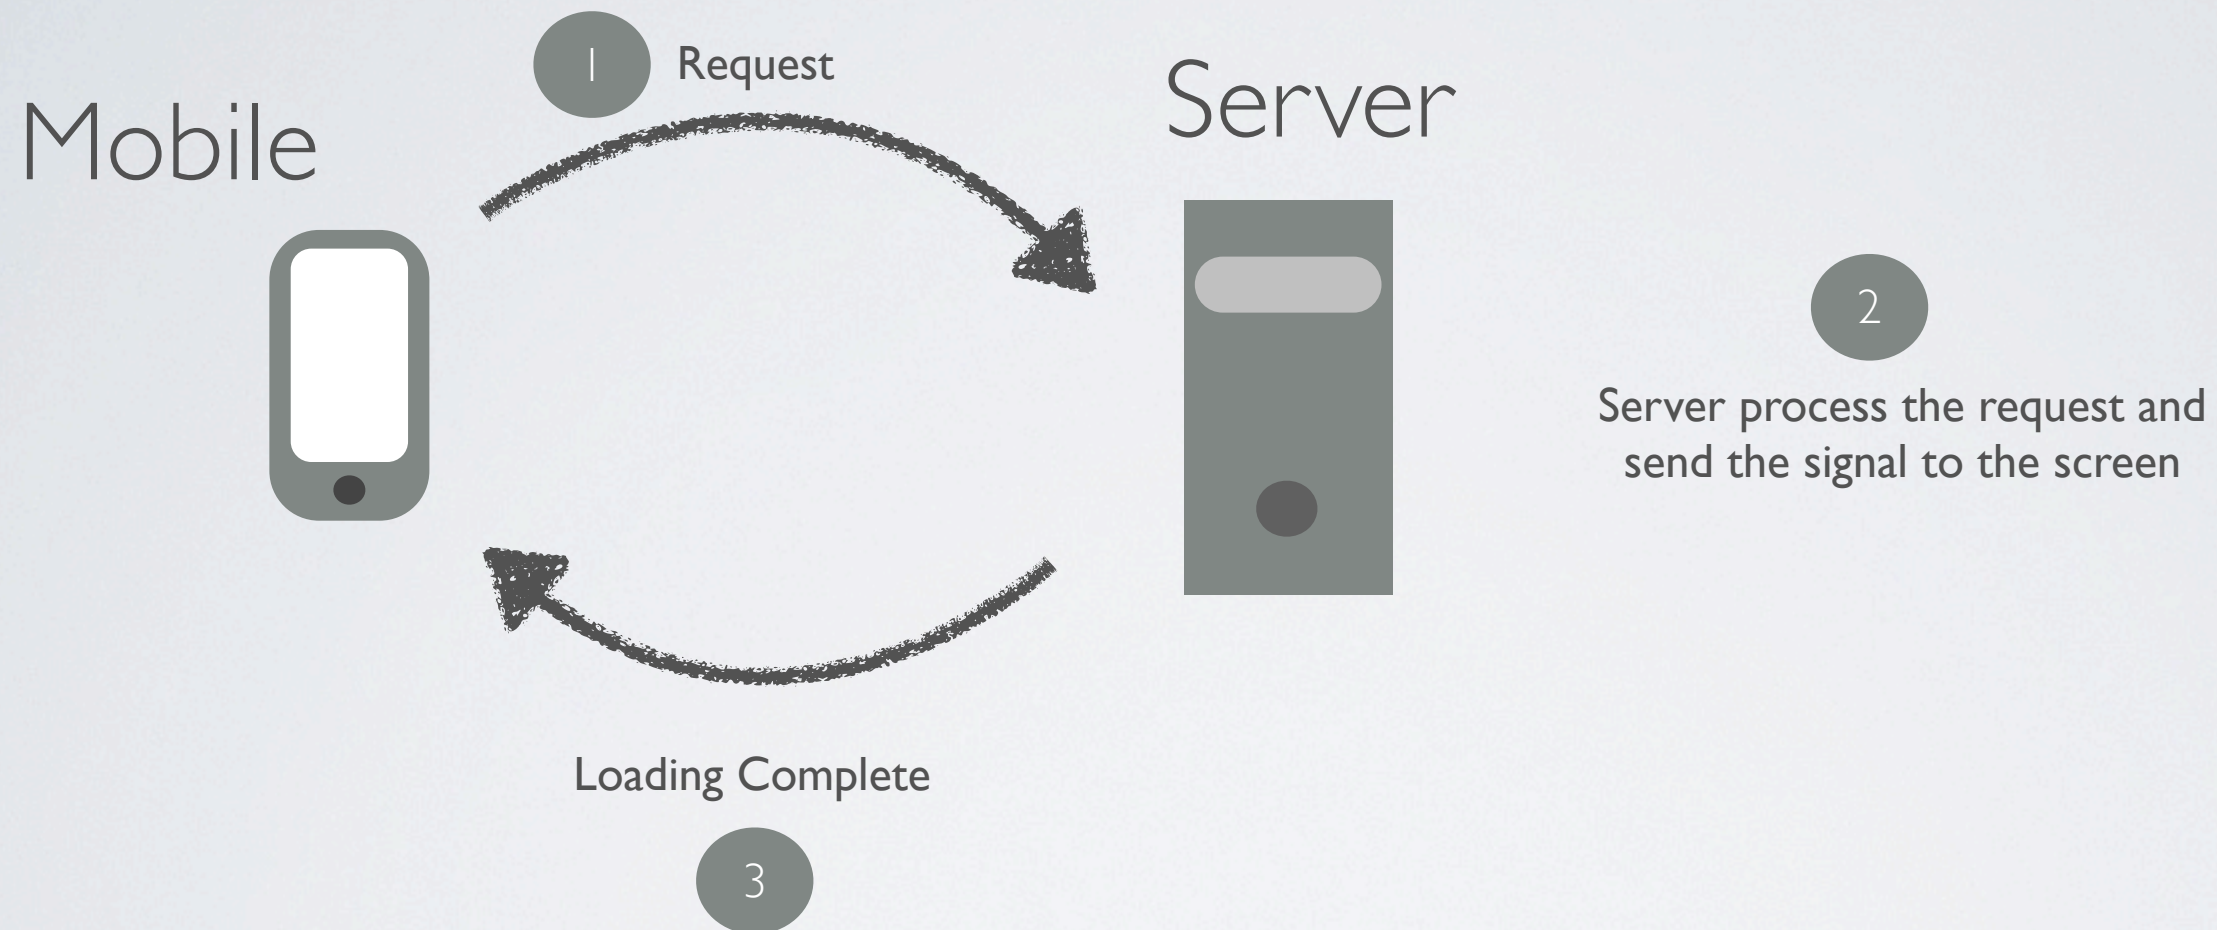 1
Request
Mobile
Server
2
Server process the request and
send the signal to the screen
Loading Complete
3